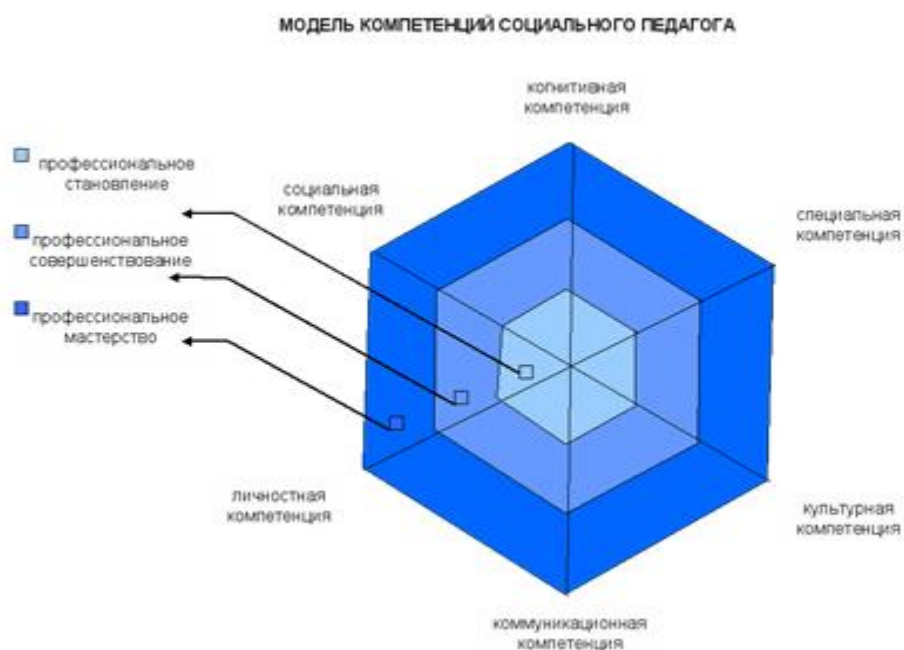 МОДЕЛЬ КОМПЕТЕНЦИЙ СОЦИАЛЬНОГО ПЕДАГОГА
когнитивная
компетенция
профессиональное
становление
социальная
компетенция
специальная
компетенция
профессиональное
совершенствование
профессиональное
мастерство
личностная
компетенция
культурная
компетенция
коммуникационная
компетенция